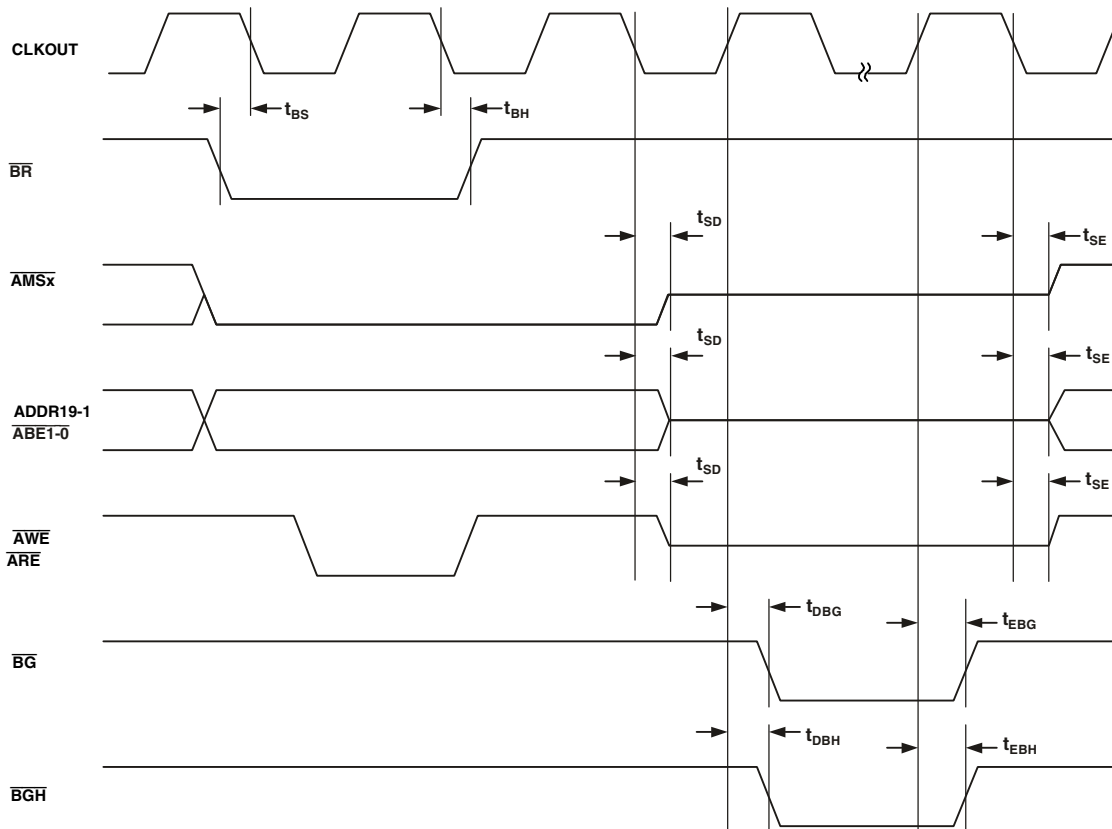 CLKOUT
tBS
tBH
BR
tSD
tSE
AMSx
tSD
tSE
ADDR19-1
ABE1-0
tSD
tSE
AWE
ARE
tDBG
tEBG
BG
tDBH
tEBH
BGH